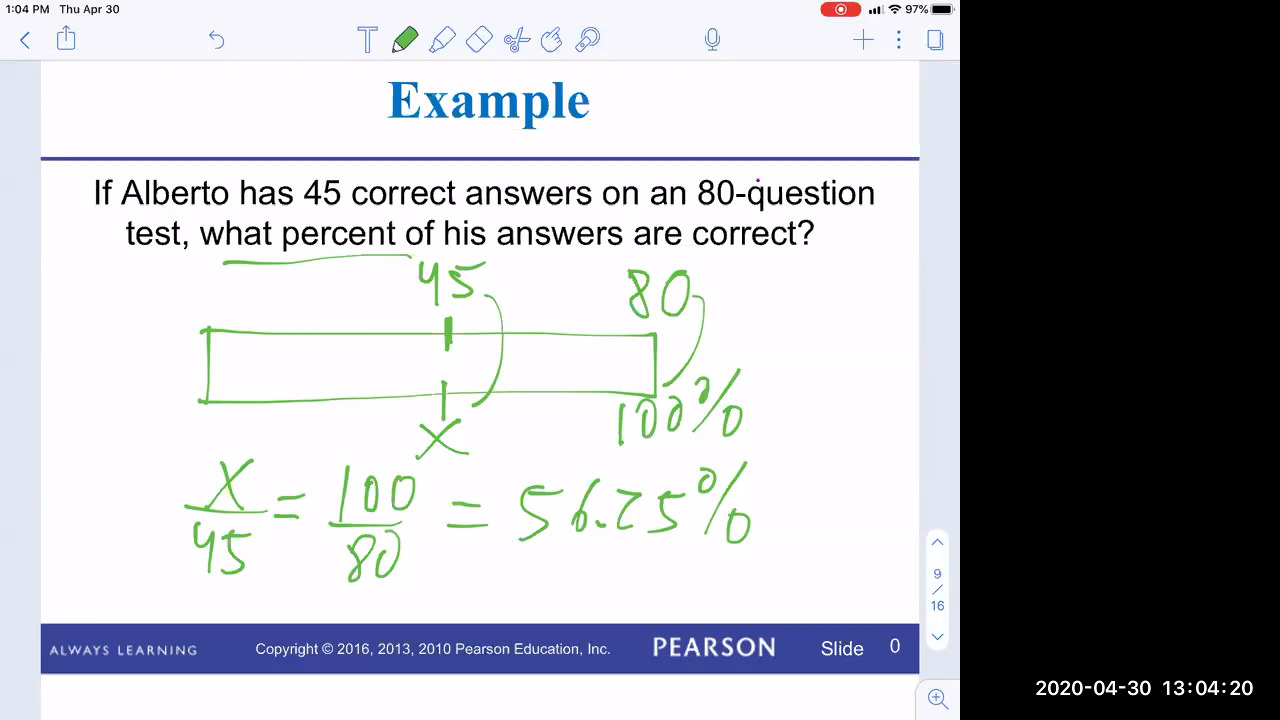 1:04 PM Thu Apr 30 97%
T
Example
If Alberto has 45 correct answers on an 80-question
test, what percent of his answers are correct?
45 80
X 100%
X/45 = 100/80 = 56.25%
9
/
16
ALWAYS LEARNING Copyright © 2016, 2013, 2010 Pearson Education, Inc. PEARSON Slide 0
2020-04-30 13:04:20